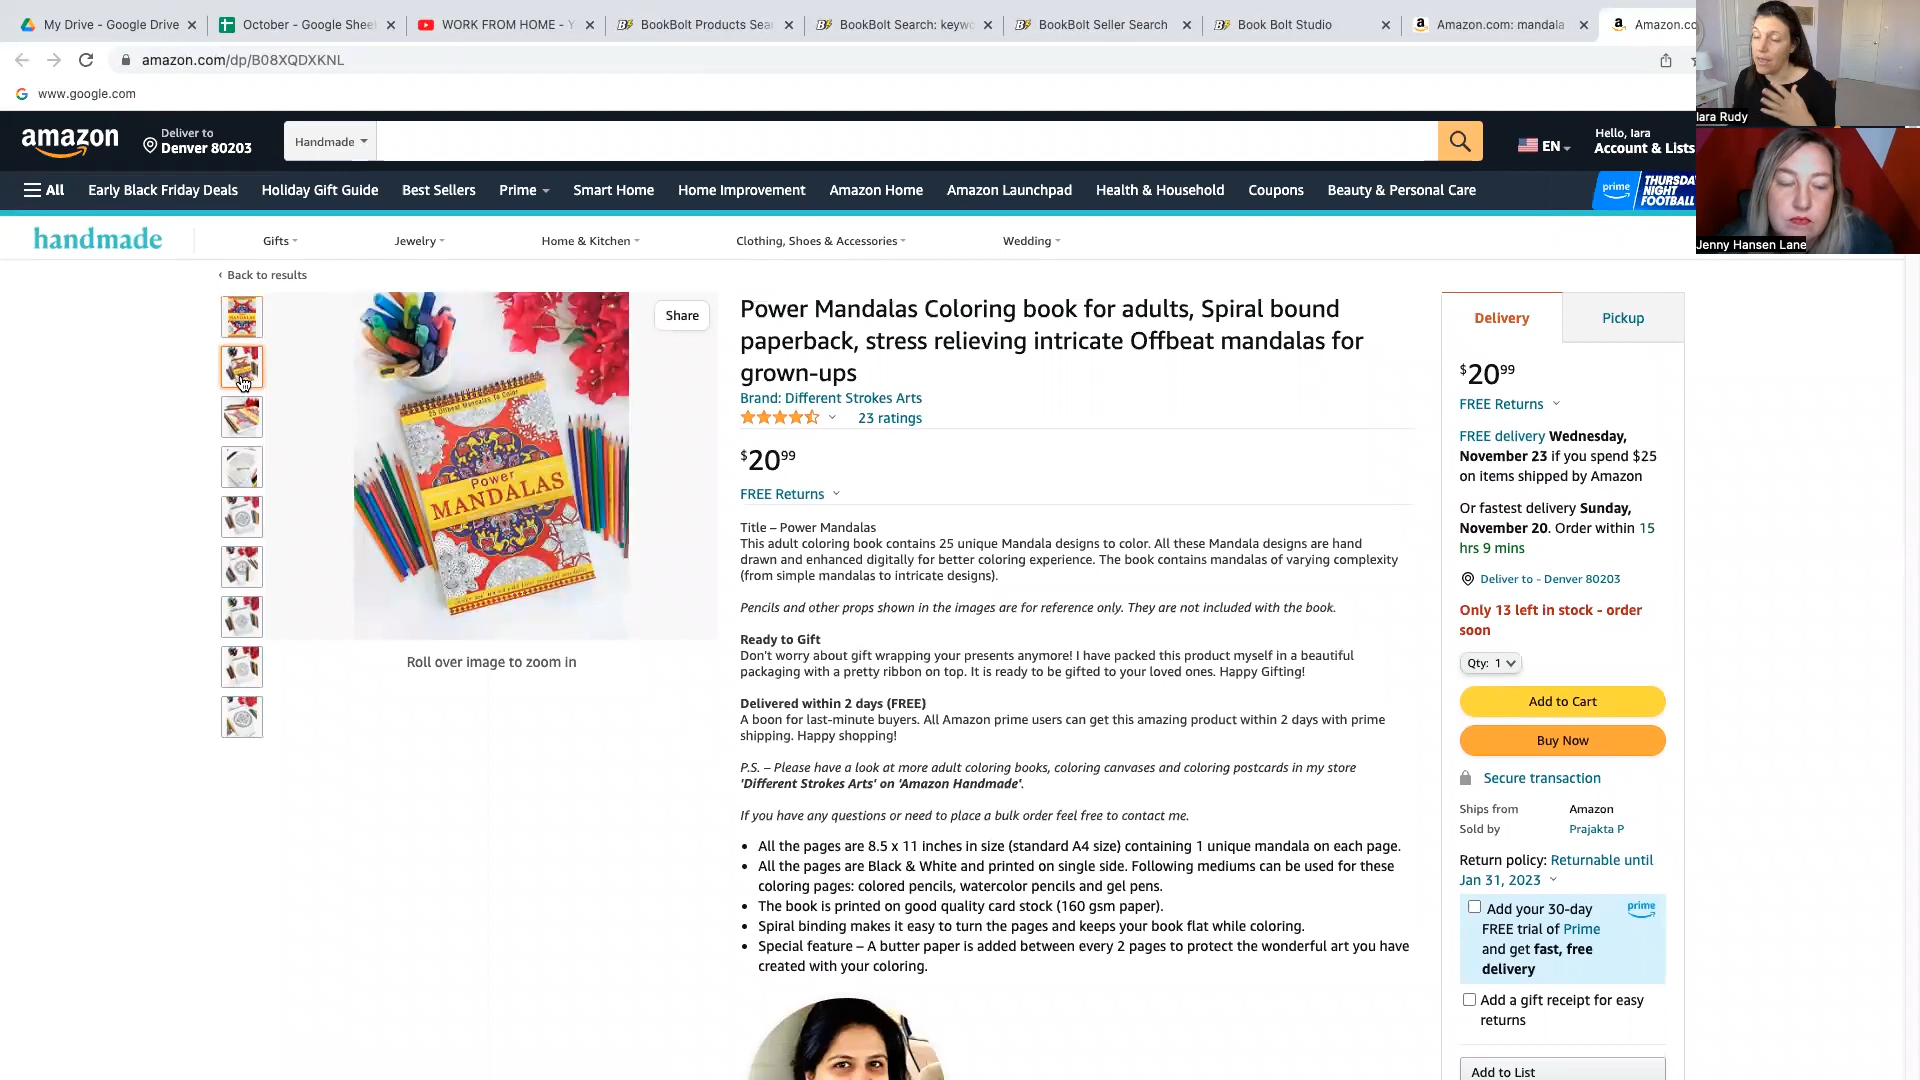 My Drive - Google Drive
October - Google Shee
WORK FROM HOME - Y
BookBolt Products Sea
BookBolt Search: keywo
BookBolt Seller Search
Book Bolt Studio
Amazon.com: mandala
Amazon.co
amazon.com/dp/B08XQDXKNL
www.google.com
Iara Rudy
Jenny Hansen Lane
amazon
Deliver to
Denver 80203
Handmade
EN
Hello, Iara
Account & Lists
All
Early Black Friday Deals
Holiday Gift Guide
Best Sellers
Prime
Smart Home
Home Improvement
Amazon Home
Amazon Launchpad
Health & Household
Coupons
Beauty & Personal Care
prime
THURSDA
NIGHT
FOOTBALL
handmade
Gifts
Jewelry
Home & Kitchen
Clothing, Shoes & Accessories
Wedding
‹ Back to results
Share
25 Offbeat Mandalas To Color
Power
MANDALAS
Roll over image to zoom in
Power Mandalas Coloring book for adults, Spiral bound
paperback, stress relieving intricate Offbeat mandalas for
grown-ups
Brand: Different Strokes Arts
23 ratings
$20 99
FREE Returns
Title – Power Mandalas
This adult coloring book contains 25 unique Mandala designs to color. All these Mandala designs are hand
drawn and enhanced digitally for better coloring experience. The book contains mandalas of varying complexity
(from simple mandalas to intricate designs).
Pencils and other props shown in the images are for reference only. They are not included with the book.
Ready to Gift
Don't worry about gift wrapping your presents anymore! I have packed this product myself in a beautiful
packaging with a pretty ribbon on top. It is ready to be gifted to your loved ones. Happy Gifting!
Delivered within 2 days (FREE)
A boon for last-minute buyers. All Amazon prime users can get this amazing product within 2 days with prime
shipping. Happy shopping!
P.S. – Please have a look at more adult coloring books, coloring canvases and coloring postcards in my store
'Different Strokes Arts' on 'Amazon Handmade'.
If you have any questions or need to place a bulk order feel free to contact me.
• All the pages are 8.5 x 11 inches in size (standard A4 size) containing 1 unique mandala on each page.
• All the pages are Black & White and printed on single side. Following mediums can be used for these
coloring pages: colored pencils, watercolor pencils and gel pens.
• The book is printed on good quality card stock (160 gsm paper).
• Spiral binding makes it easy to turn the pages and keeps your book flat while coloring.
• Special feature – A butter paper is added between every 2 pages to protect the wonderful art you have
created with your coloring.
Delivery
Pickup
$20 99
FREE Returns
FREE delivery Wednesday,
November 23 if you spend $25
on items shipped by Amazon
Or fastest delivery Sunday,
November 20. Order within 15
hrs 9 mins
Deliver to - Denver 80203
Only 13 left in stock - order
soon
Qty: 1
Add to Cart
Buy Now
Secure transaction
Ships from Amazon
Sold by Prajakta P
Return policy: Returnable until
Jan 31, 2023
Add your 30-day
FREE trial of Prime
and get fast, free
delivery
prime
Add a gift receipt for easy
returns
Add to List